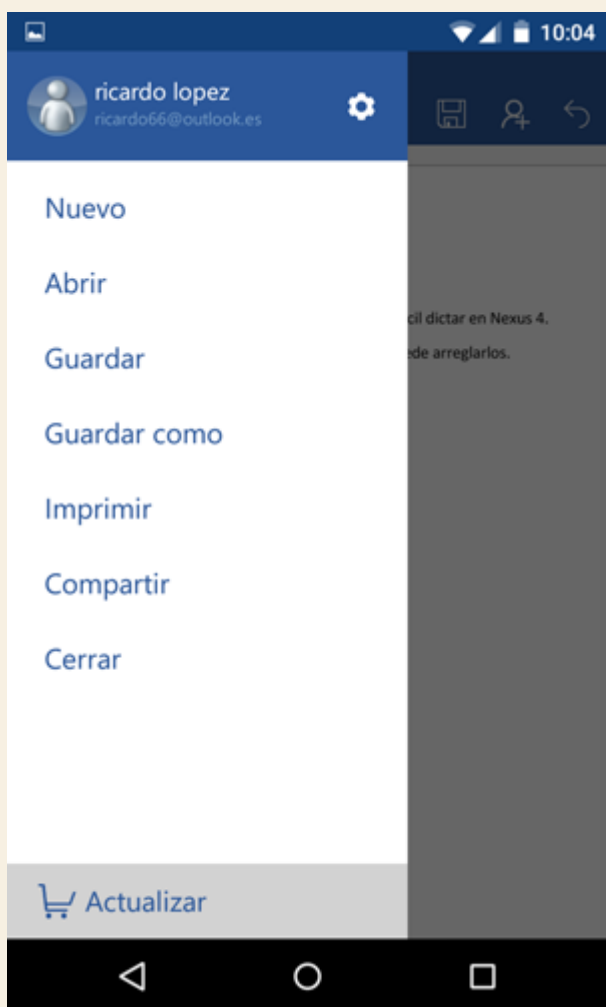 10:04
ricardo lopez
ricardo66@outlook.es
Nuevo
Abrir
cil dictar en Nexus 4.
Guardar
ede arreglarlos.
Guardar como
Imprimir
Compartir
Cerrar
Actualizar